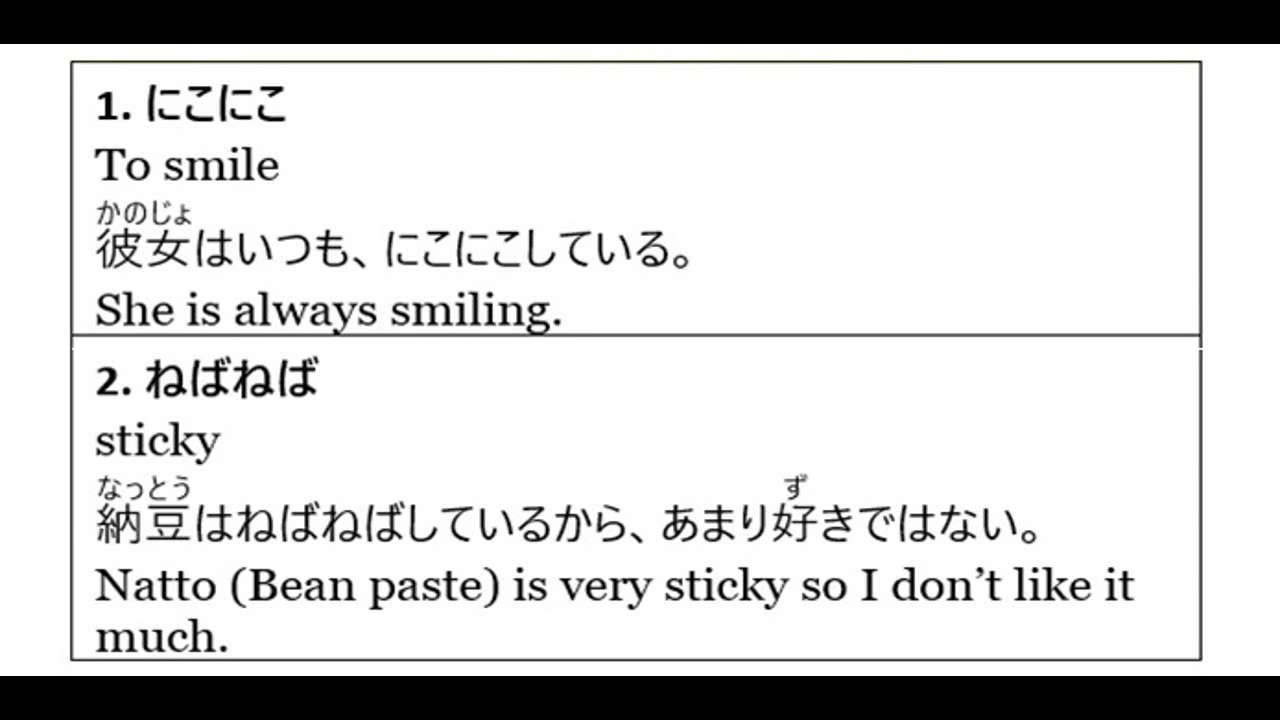 1. にこにこ
To smile
かのじょ
彼女はいつも、にこにこしている。
She is always smiling.
2. ねばねば
sticky
なっとう ず
納豆はねばねばしているから、あまり好きではない。
Natto (Bean paste) is very sticky so I don’t like it
much.